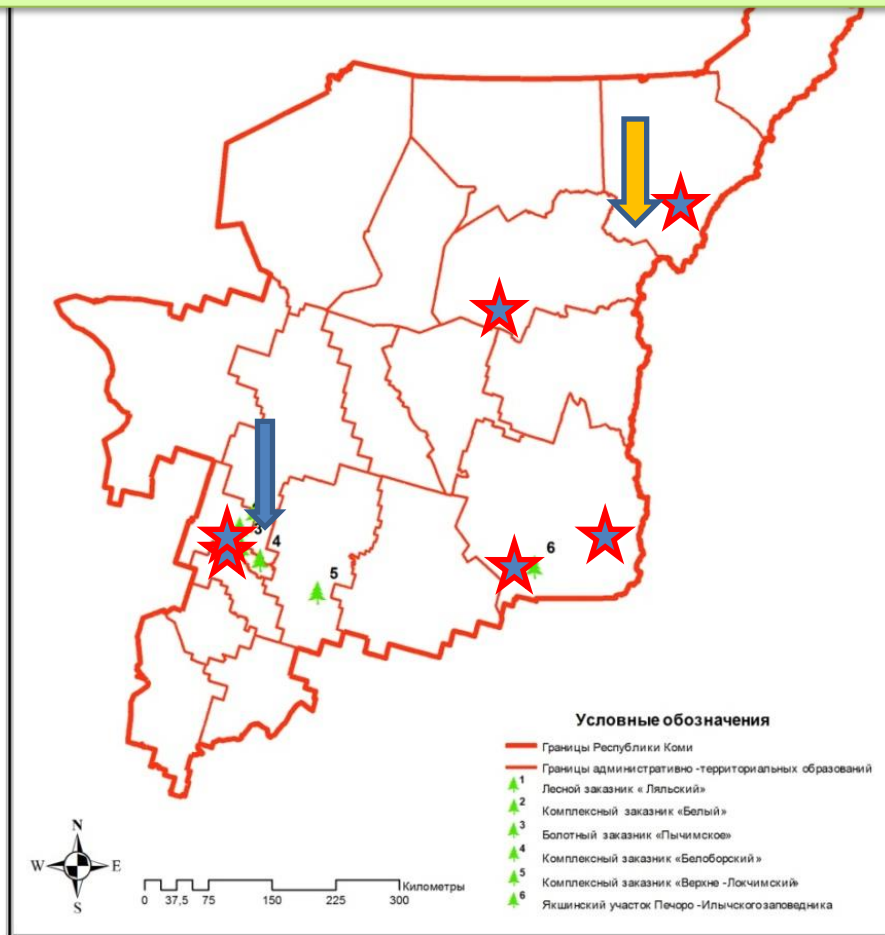 3
4
5
6
Условные обозначения
Границы Республики Коми
Границы административно -территориальных образований
1
Лесной заказник « Ляльский»
2
Комплексный заказник «Белый»
3
Болотный заказник «Пычимское»
4
Комплексный заказник «Белоборский»
5
Комплексный заказник «Верхне -Локчимский»
6
Якшинский участок Печоро -Илычского заповедника
N
W E
S
Километры
0 37,5 75 150 225 300